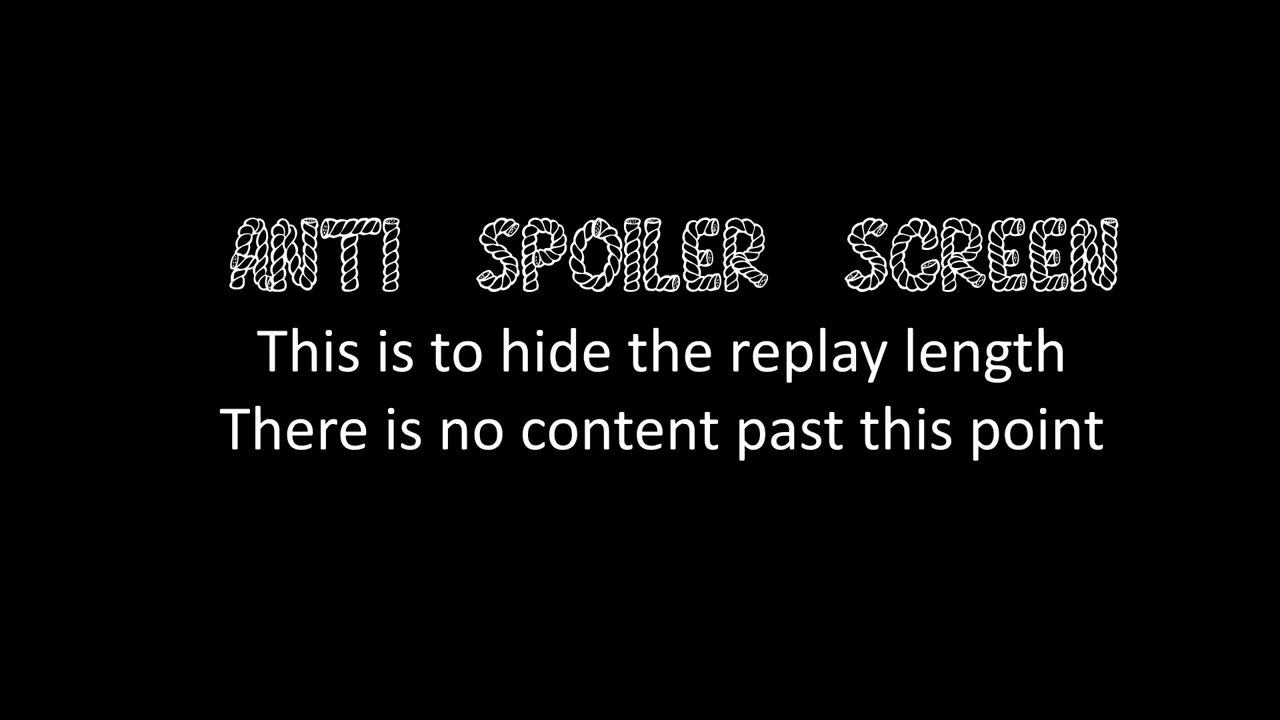 ANTI SPOILER SCREEN
This is to hide the replay length
There is no content past this point